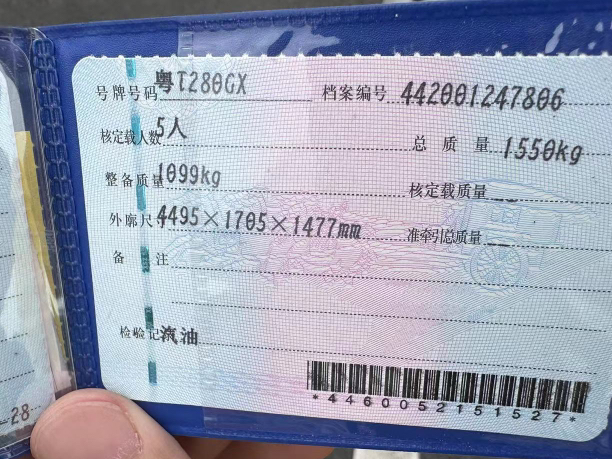 号牌号码 粤T280GX 档案编号 442001247806
核定载人数 5人 总质量 1550kg
整备质量 1099kg 核定载质量 __
外廓尺 4495×1705×1477mm 准牵引总质量 __
备注
检验记 汽油
*4460052151527*
-28